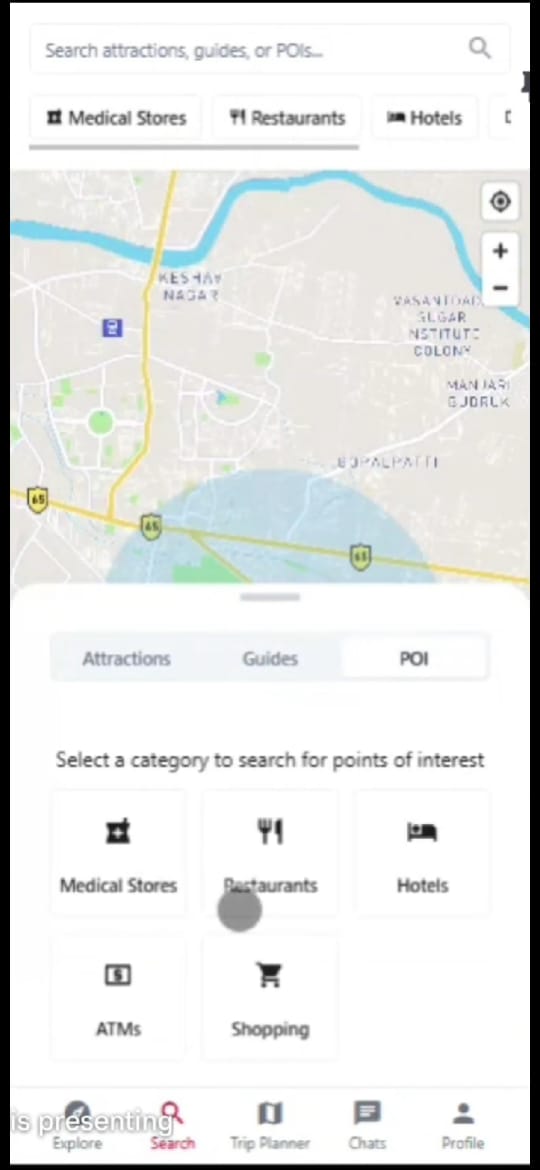 Search attractions, guides, or POIs...
Medical Stores
Restaurants
Hotels
KESHAV
NAGAR
VASANTDADA
SUGAR
INSTITUTE
COLONY
MANJARI
BUDRUK
GOPALPATTI
65
65
65
Attractions
Guides
POI
Select a category to search for points of interest
Medical Stores
Restaurants
Hotels
ATMs
Shopping
is presenting
Explore
Search
Trip Planner
Chats
Profile